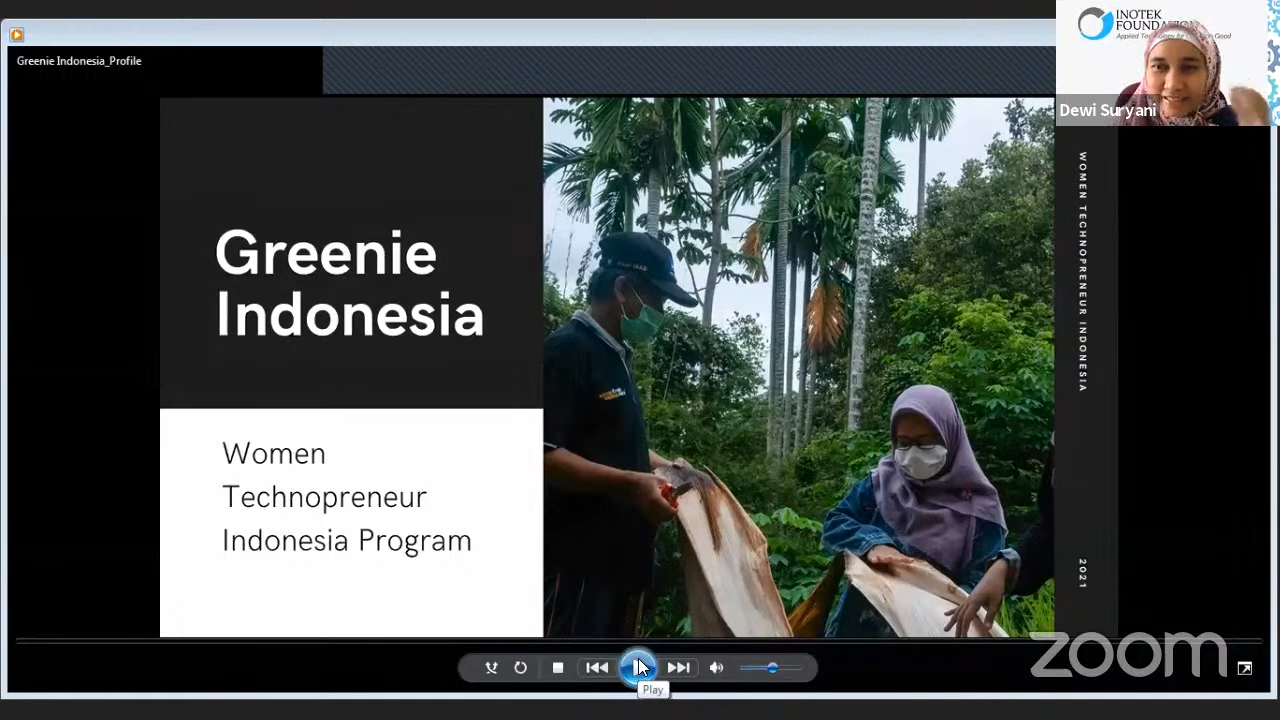 Greenie Indonesia_Profile
INOTEK
FOUNDATION
Dewi Suryani
Greenie
Indonesia
Women
Technopreneur
Indonesia Program
WOMEN TECHNOPRENEUR INDONESIA
2021
Play
zoom